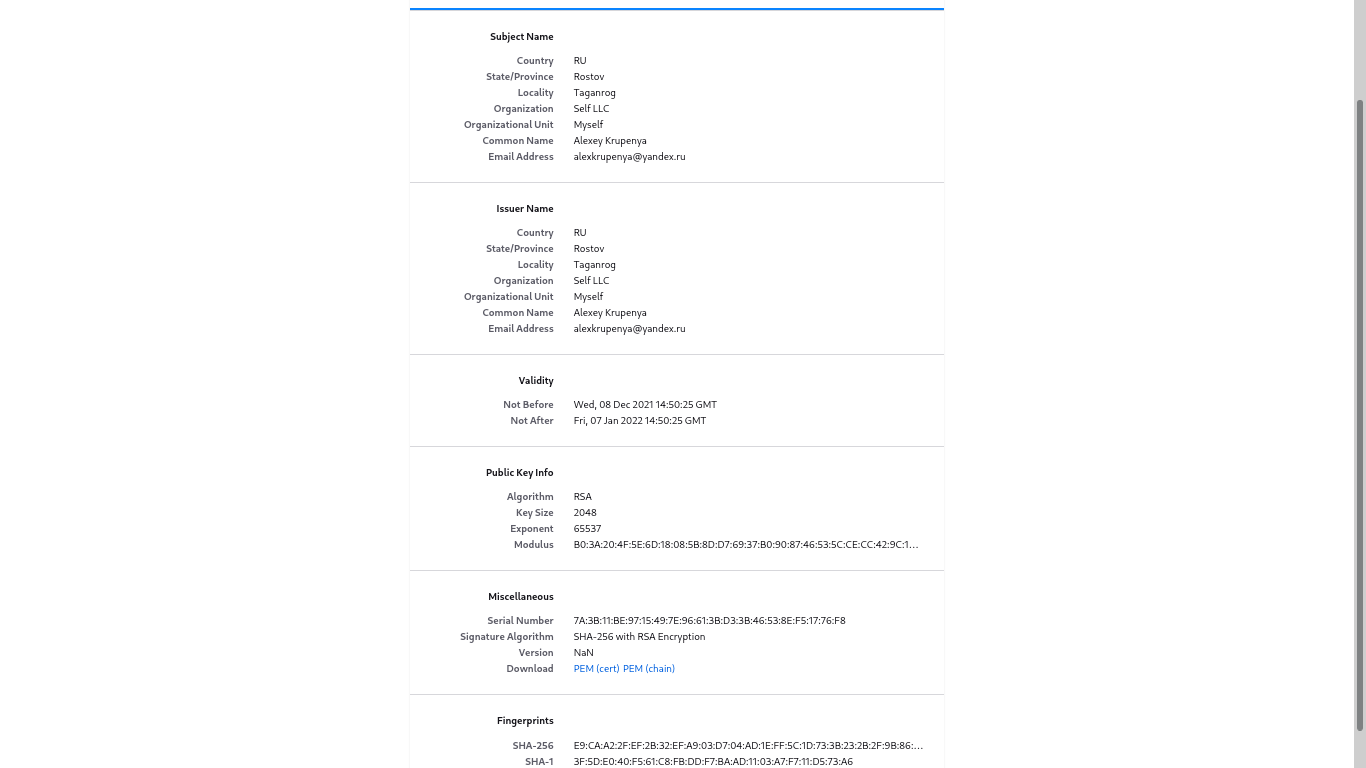 Subject Name
Country RU
State/Province Rostov
Locality Taganrog
Organization Self LLC
Organizational Unit Myself
Common Name Alexey Krupenya
Email Address alexkrupenya@yandex.ru
Issuer Name
Country RU
State/Province Rostov
Locality Taganrog
Organization Self LLC
Organizational Unit Myself
Common Name Alexey Krupenya
Email Address alexkrupenya@yandex.ru
Validity
Not Before Wed, 08 Dec 2021 14:50:25 GMT
Not After Fri, 07 Jan 2022 14:50:25 GMT
Public Key Info
Algorithm RSA
Key Size 2048
Exponent 65537
Modulus B0:3A:20:4F:5E:6D:18:08:5B:8D:D7:69:37:B0:90:87:46:53:5C:CE:CC:42:9C:1…
Miscellaneous
Serial Number 7A:3B:11:BE:97:15:49:7E:96:61:3B:D3:3B:46:53:8E:F5:17:76:F8
Signature Algorithm SHA-256 with RSA Encryption
Version NaN
Download PEM (cert) PEM (chain)
Fingerprints
SHA-256 E9:CA:A2:2F:EF:2B:32:EF:A9:03:D7:04:AD:1E:FF:5C:1D:73:3B:23:2B:2F:9B:86:…
SHA-1 3F:5D:E0:40:F5:61:C8:FB:DD:F7:BA:AD:11:03:A7:F7:11:D5:73:A6